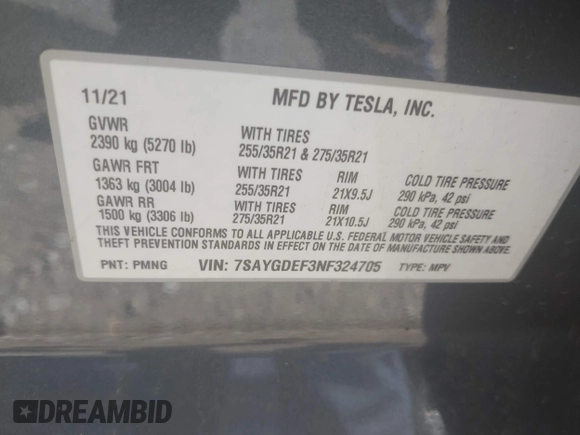 11/21 MFD BY TESLA, INC.
GVWR
2390 kg (5270 lb) WITH TIRES
255/35R21 & 275/35R21
GAWR FRT WITH TIRES RIM COLD TIRE PRESSURE
1363 kg (3004 lb) 255/35R21 21X9.5J 290 kPa, 42 psi
GAWR RR WITH TIRES RIM COLD TIRE PRESSURE
1500 kg (3306 lb) 275/35R21 21X10.5J 290 kPa, 42 psi
THIS VEHICLE CONFORMS TO ALL APPLICABLE U.S. FEDERAL MOTOR VEHICLE SAFETY AND
THEFT PREVENTION STANDARDS IN EFFECT ON THE DATE OF MANUFACTURE SHOWN ABOVE.
PNT: PMNG VIN: 7SAYGDEF3NF324705 TYPE: MPV
DREAMBID